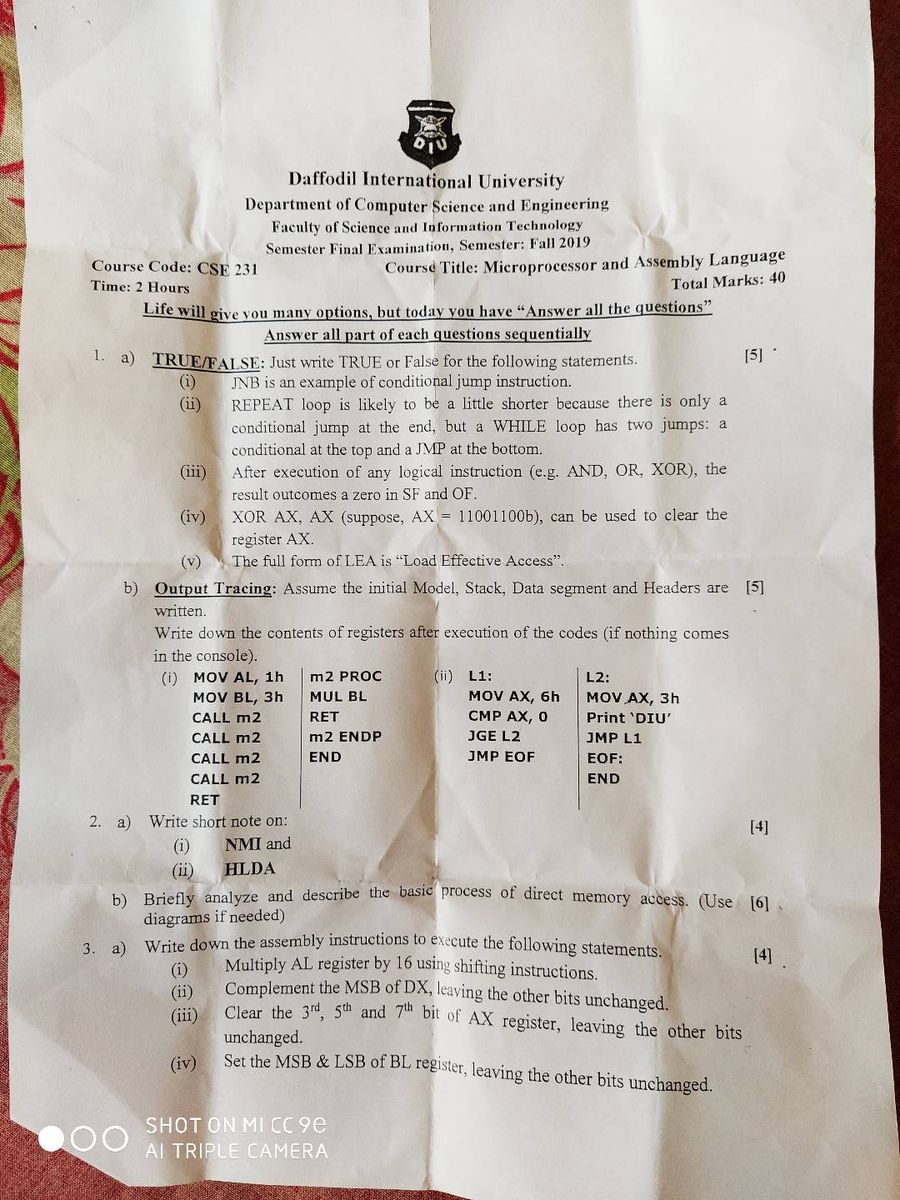 DIU
Daffodil International University
Department of Computer Science and Engineering
Faculty of Science and Information Technology
Semester Final Examination, Semester: Fall 2019
Course Code: CSE 231 Course Title: Microprocessor and Assembly Language
Time: 2 Hours Total Marks: 40
Life will give you many options, but today you have “Answer all the questions”
Answer all part of each questions sequentially
1. a) TRUE/FALSE: Just write TRUE or False for the following statements. [5]
(i) JNB is an example of conditional jump instruction.
(ii) REPEAT loop is likely to be a little shorter because there is only a
conditional jump at the end, but a WHILE loop has two jumps: a
conditional at the top and a JMP at the bottom.
(iii) After execution of any logical instruction (e.g. AND, OR, XOR), the
result outcomes a zero in SF and OF.
(iv) XOR AX, AX (suppose, AX = 11001100b), can be used to clear the
register AX.
(v) The full form of LEA is “Load Effective Access”.
b) Output Tracing: Assume the initial Model, Stack, Data segment and Headers are [5]
written.
Write down the contents of registers after execution of the codes (if nothing comes
in the console).
(i) MOV AL, 1h m2 PROC (ii) L1: L2:
MOV BL, 3h MUL BL MOV AX, 6h MOV AX, 3h
CALL m2 RET CMP AX, 0 Print ‘DIU’
CALL m2 m2 ENDP JGE L2 JMP L1
CALL m2 END JMP EOF EOF:
CALL m2 END
RET
2. a) Write short note on: [4]
(i) NMI and
(ii) HLDA
b) Briefly analyze and describe the basic process of direct memory access. (Use [6]
diagrams if needed)
3. a) Write down the assembly instructions to execute the following statements. [4]
(i) Multiply AL register by 16 using shifting instructions.
(ii) Complement the MSB of DX, leaving the other bits unchanged.
(iii) Clear the 3rd, 5th and 7th bit of AX register, leaving the other bits
unchanged.
(iv) Set the MSB & LSB of BL register, leaving the other bits unchanged.
SHOT ON MI CC 9e
AI TRIPLE CAMERA